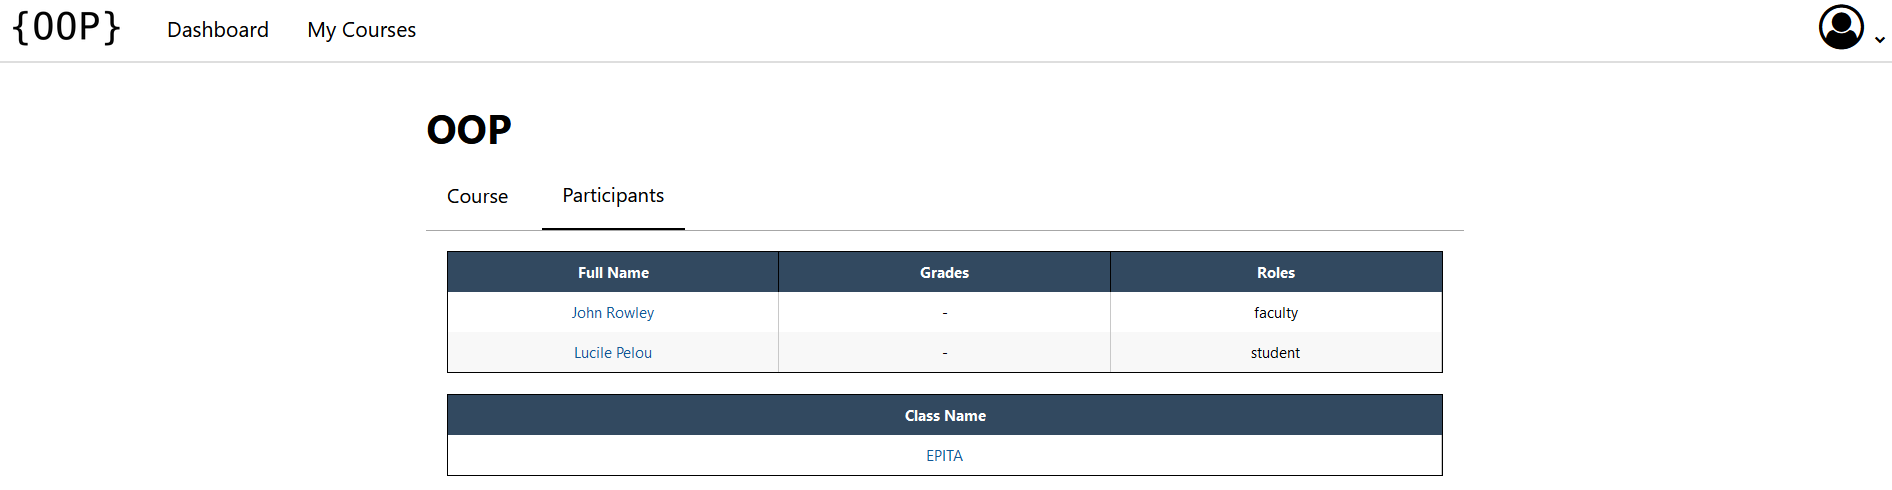 {OOP} Dashboard My Courses
OOP
Course Participants
Full Name Grades Roles
John Rowley - faculty
Lucile Pelou - student
Class Name
EPITA